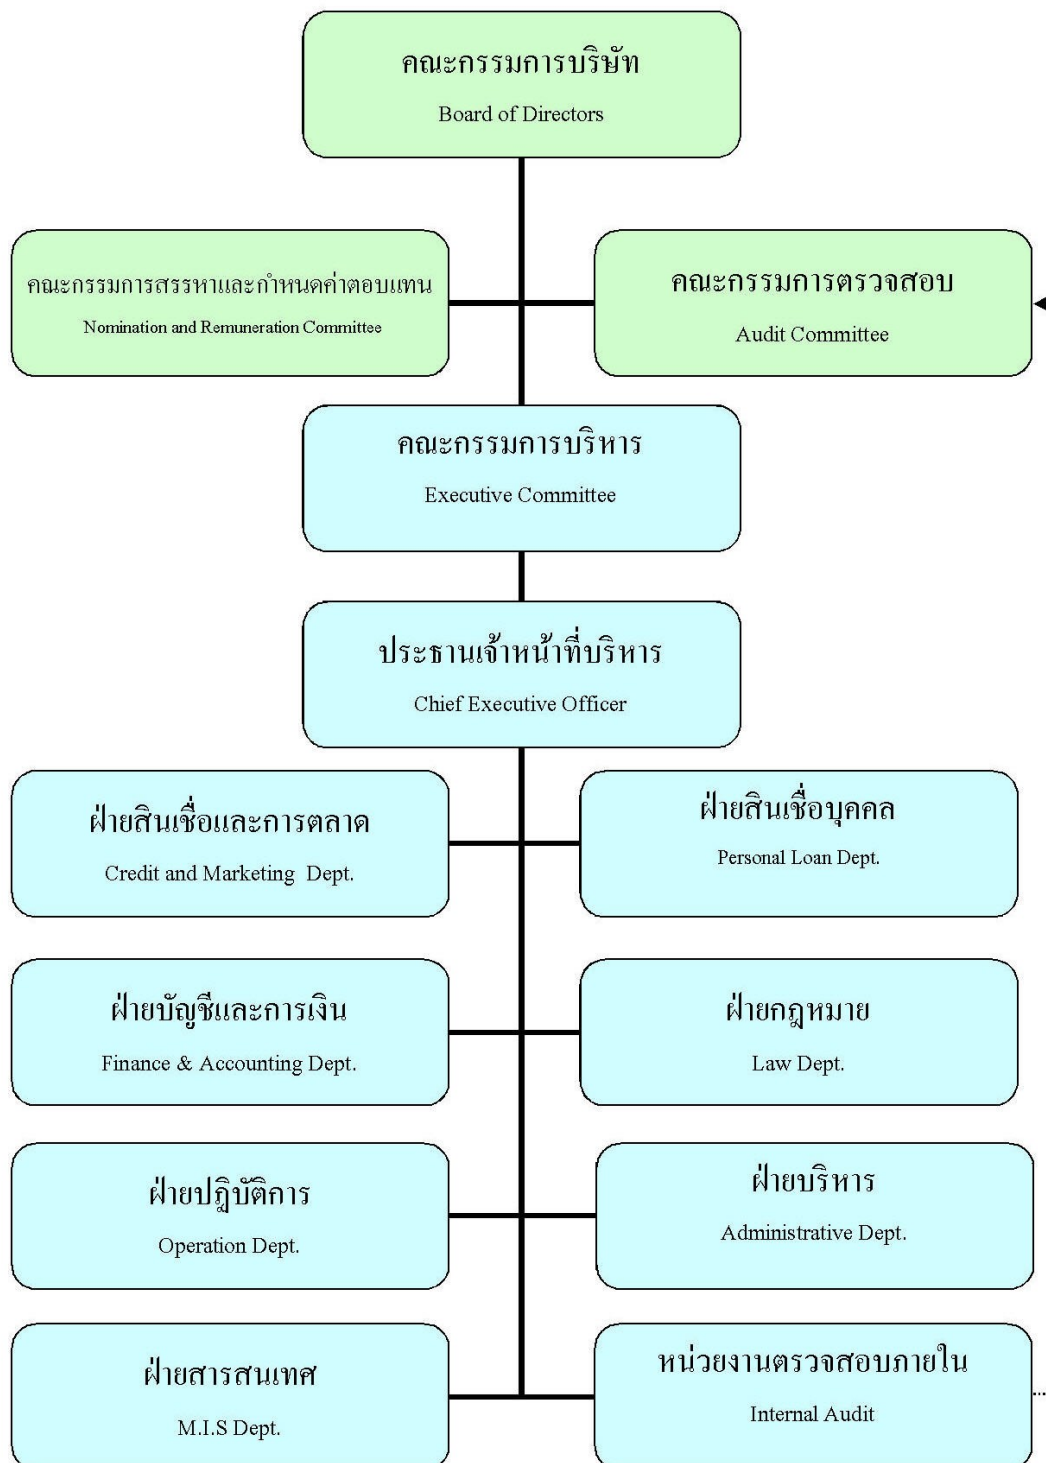 คณะกรรมการบริษัท
Board of Directors
คณะกรรมการสรรหาและกำหนดค่าตอบแทน
Nomination and Remuneration Committee
คณะกรรมการตรวจสอบ
Audit Committee
คณะกรรมการบริหาร
Executive Committee
ประธานเจ้าหน้าที่บริหาร
Chief Executive Officer
ฝ่ายสินเชื่อและการตลาด
Credit and Marketing Dept.
ฝ่ายสินเชื่อบุคคล
Personal Loan Dept.
ฝ่ายบัญชีและการเงิน
Finance & Accounting Dept.
ฝ่ายกฎหมาย
Law Dept.
ฝ่ายปฎิบัติการ
Operation Dept.
ฝ่ายบริหาร
Administrative Dept.
ฝ่ายสารสนเทศ
M.I.S Dept.
หน่วยงานตรวจสอบภายใน
Internal Audit